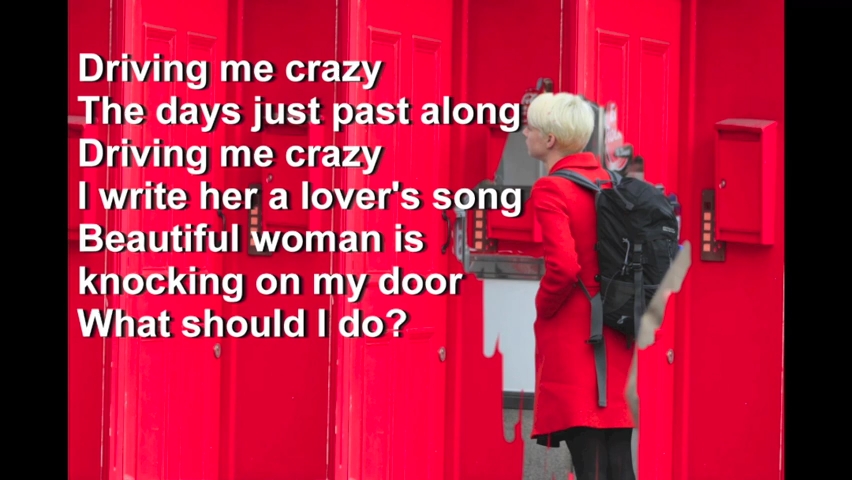 Driving me crazy
The days just past along
Driving me crazy
I write her a lover's song
Beautiful woman is
knocking on my door
What should I do?